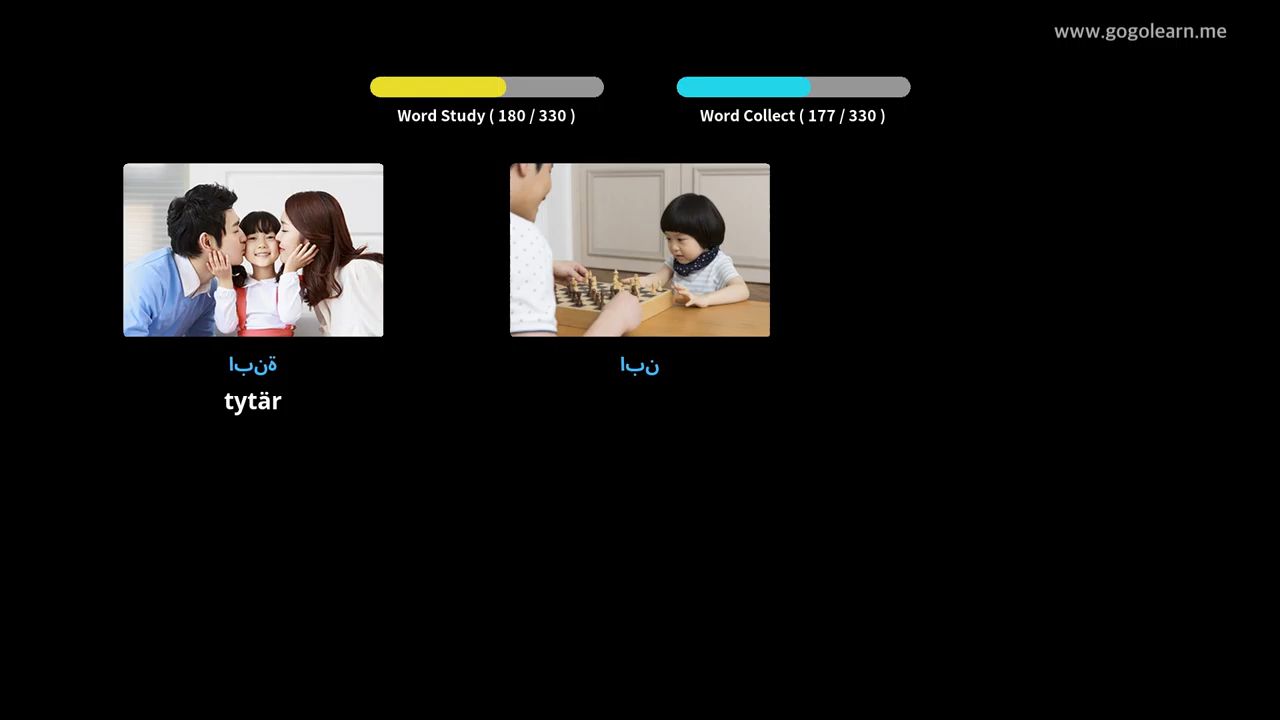 www.gogolearn.me
Word Study ( 180 / 330 )
Word Collect ( 177 / 330 )
ابنة
tytär
ابن